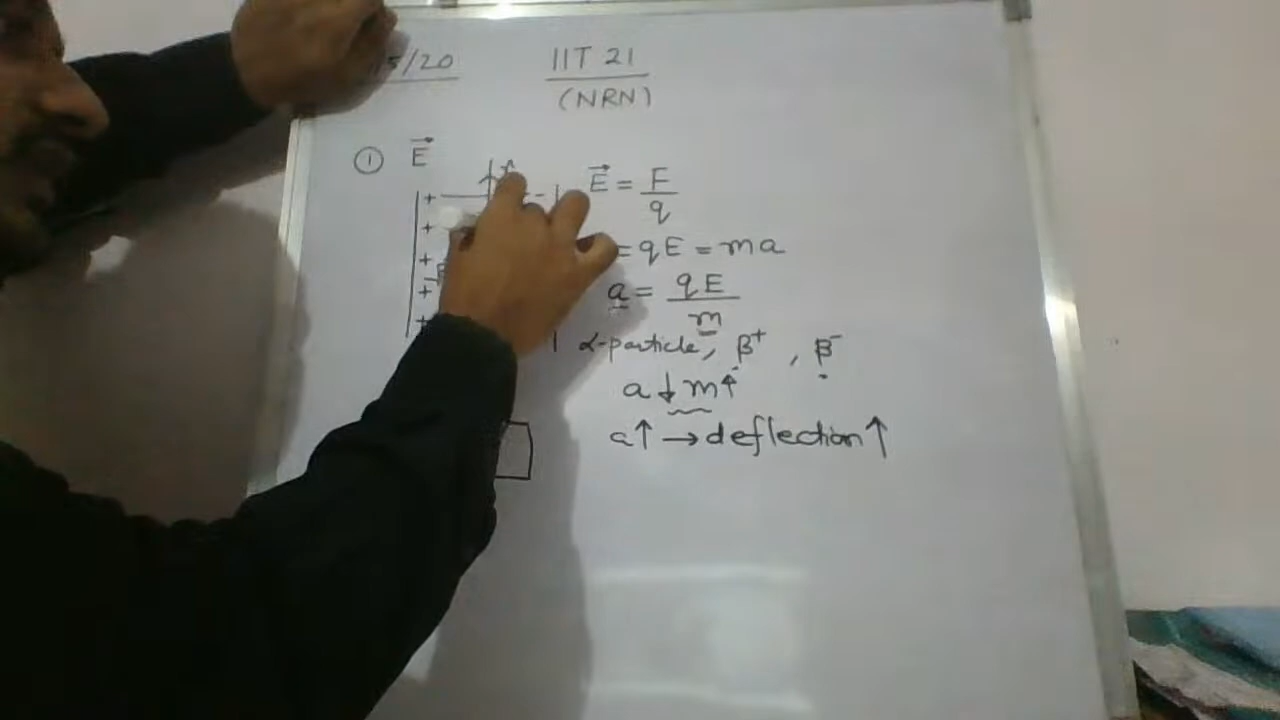 5/20
IIT 21
(NRN)
① E⃗
E⃗ = F/q
= qE = ma
a = qE/m
α-particle, β⁺, β⁻
a↓ m↑
a↑ → deflection↑
+ -
+
+
+
+